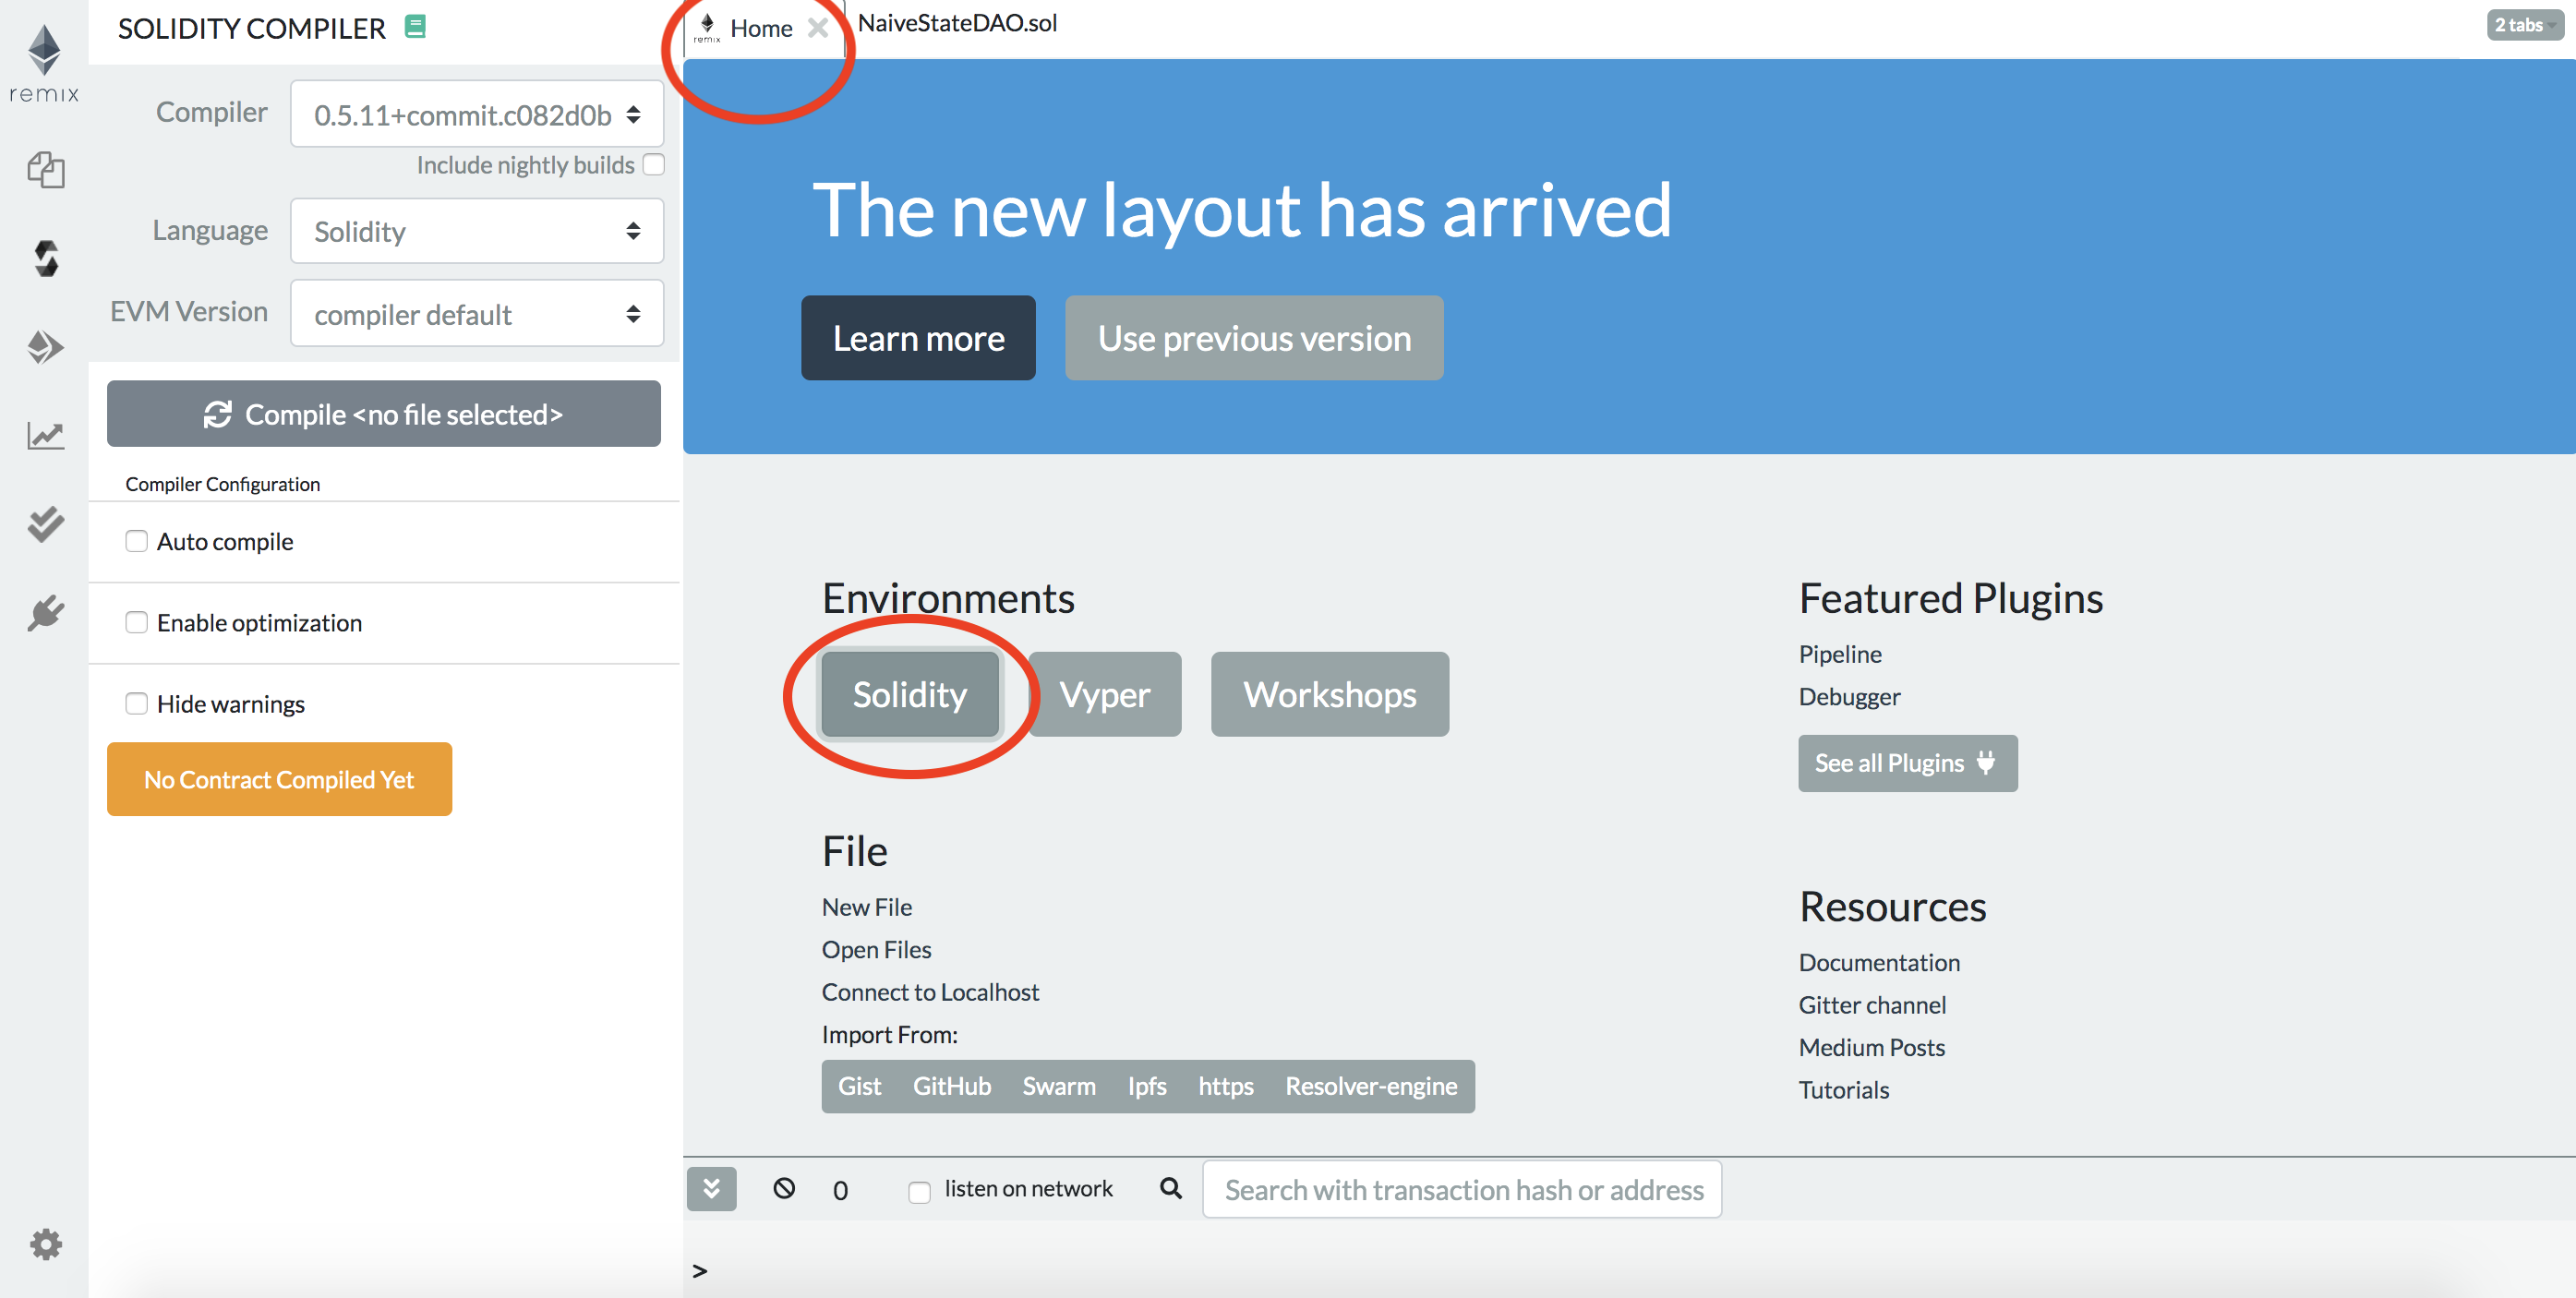 remix
SOLIDITY COMPILER
Compiler
0.5.11+commit.c082d0b
Include nightly builds
Language
Solidity
EVM Version
compiler default
Compile <no file selected>
Compiler Configuration
Auto compile
Enable optimization
Hide warnings
No Contract Compiled Yet
remix
Home
NaiveStateDAO.sol
2 tabs
The new layout has arrived
Learn more
Use previous version
Environments
Solidity
Vyper
Workshops
File
New File
Open Files
Connect to Localhost
Import From:
Gist GitHub Swarm Ipfs https Resolver-engine
Featured Plugins
Pipeline
Debugger
See all Plugins
Resources
Documentation
Gitter channel
Medium Posts
Tutorials
0
listen on network
Search with transaction hash or address
>